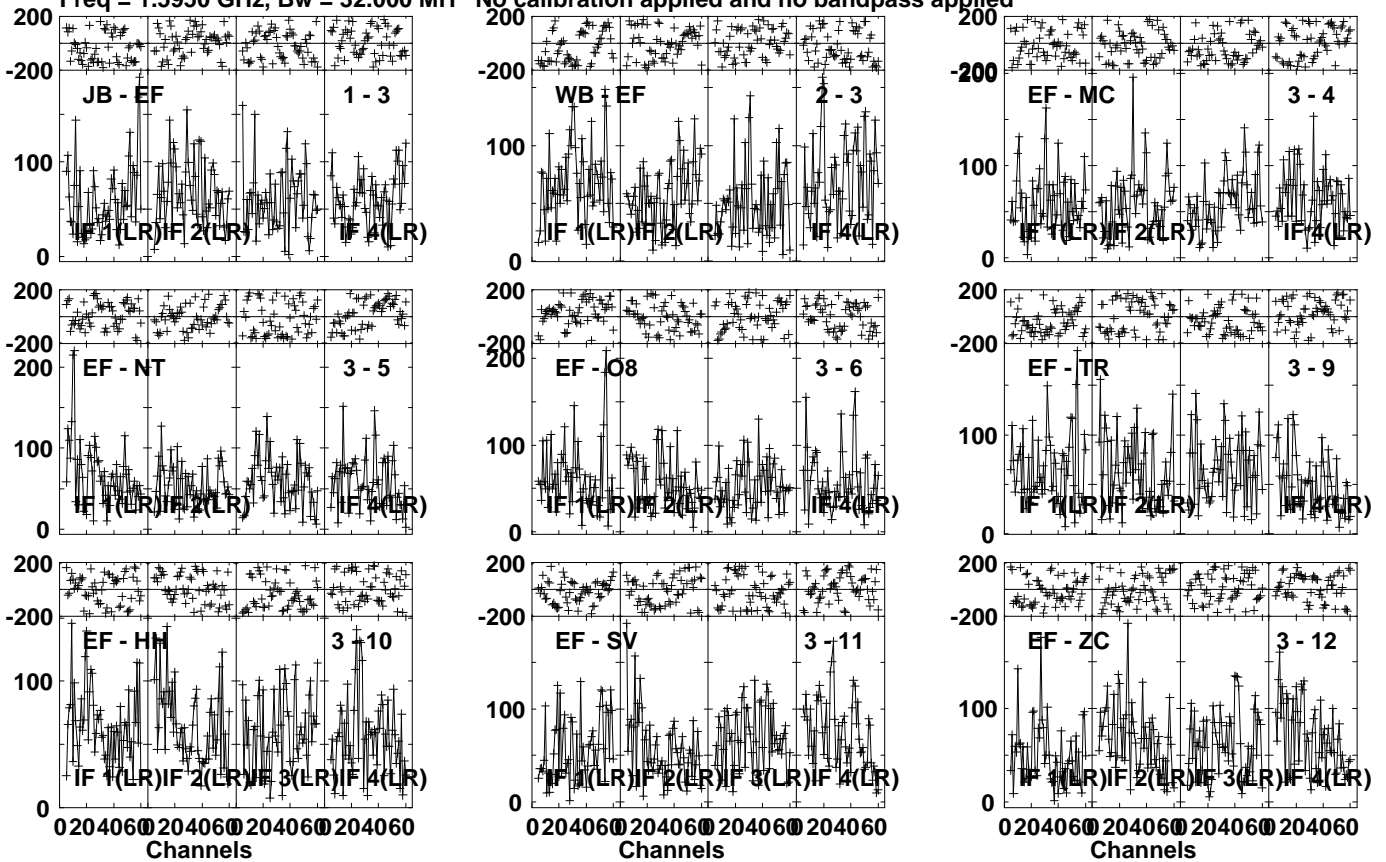 Freq = 1.5950 GHz, Bw = 32.000 MH No calibration applied and no bandpass applied
200
-200
JB - EF 1 - 3
100
0
IF 1(LR) IF 2(LR) IF 4(LR)
200
-200
WB - EF 2 - 3
100
0
IF 1(LR) IF 2(LR) IF 4(LR)
200
-200
200
EF - MC 3 - 4
100
0
IF 1(LR) IF 2(LR) IF 4(LR)
200
-200
200
EF - NT 3 - 5
100
0
IF 1(LR) IF 2(LR) IF 4(LR)
200
-200
200
EF - O8 3 - 6
100
0
IF 1(LR) IF 2(LR) IF 4(LR)
200
-200
EF - TR 3 - 9
100
0
IF 1(LR) IF 2(LR) IF 4(LR)
200
-200
EF - HH 3 - 10
100
0
IF 1(LR) IF 2(LR) IF 3(LR) IF 4(LR)
0 20 40 60 0 20 40 60 0 20 40 60 0 20 40 60
Channels
200
-200
EF - SV 3 - 11
100
0
IF 1(LR) IF 2(LR) IF 3(LR) IF 4(LR)
0 20 40 60 0 20 40 60 0 20 40 60 0 20 40 60
Channels
200
-200
EF - ZC 3 - 12
100
0
IF 1(LR) IF 2(LR) IF 3(LR) IF 4(LR)
0 20 40 60 0 20 40 60 0 20 40 60 0 20 40 60
Channels